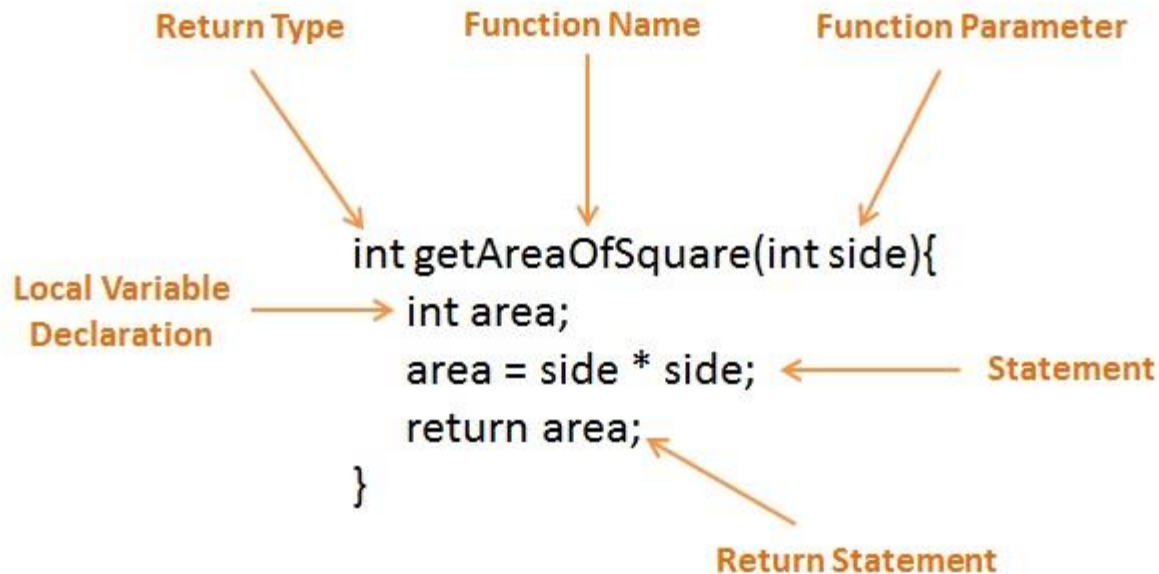 Return Type
Function Name
Function Parameter
int getAreaOfSquare(int side){
Local Variable
Declaration
int area;
area = side * side;
Statement
return area;
}
Return Statement